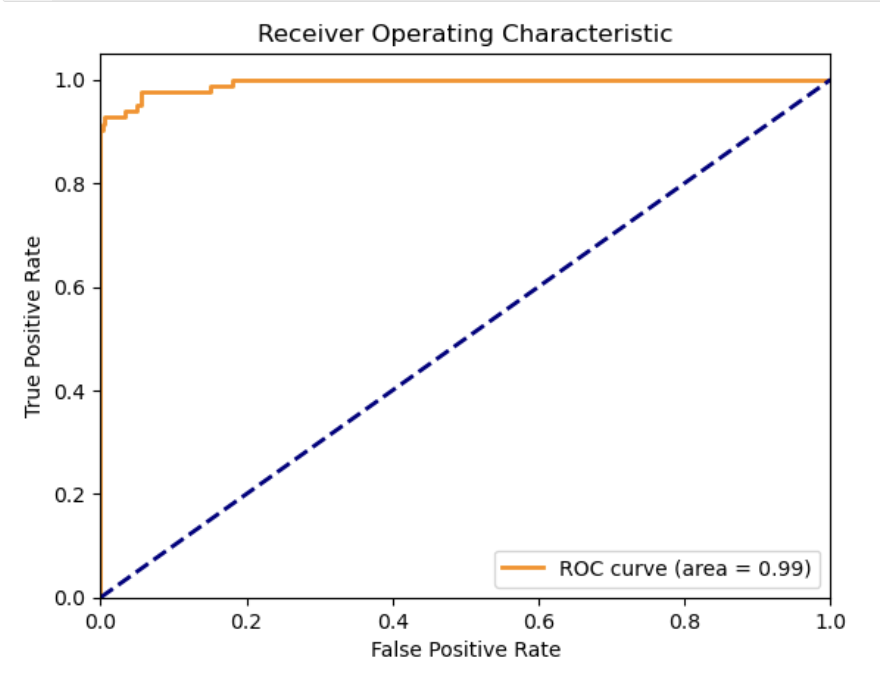 Receiver Operating Characteristic
1.0
0.8
0.6
0.4
0.2
0.0
True Positive Rate
ROC curve (area = 0.99)
0.0 0.2 0.4 0.6 0.8 1.0
False Positive Rate